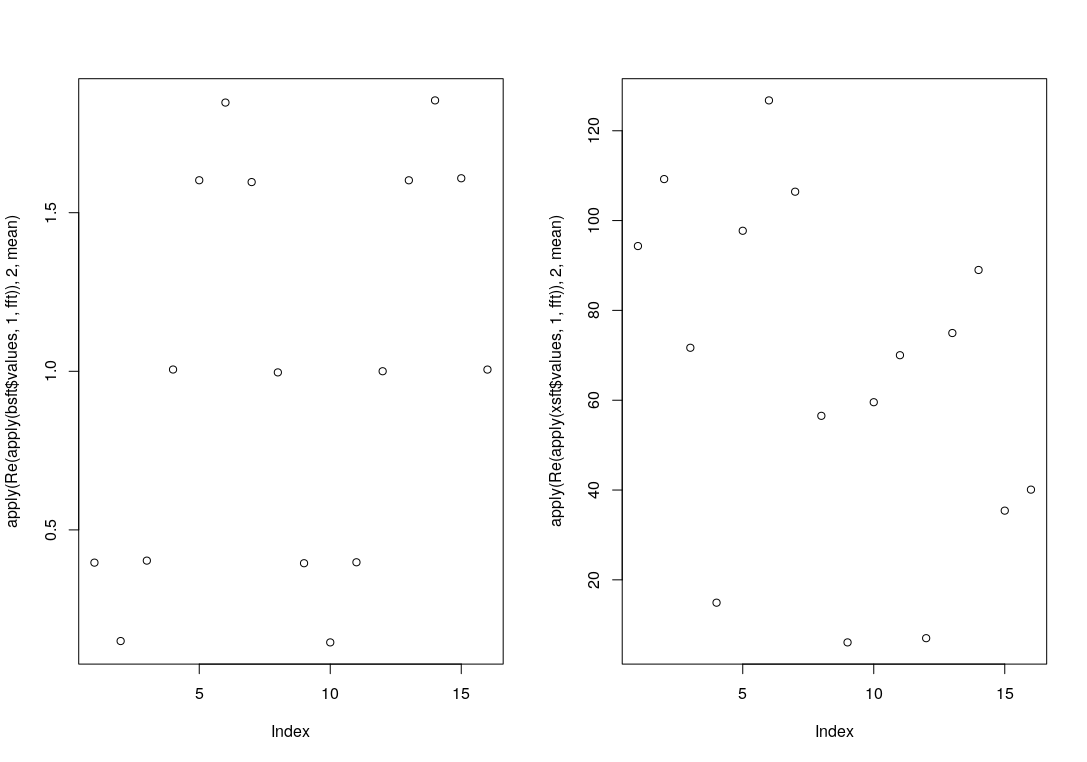 apply(Re(apply(bsft$values, 1, fft)), 2, mean)
1.5
1.0
0.5
5 10 15
Index
apply(Re(apply(xsft$values, 1, fft)), 2, mean)
120
100
80
60
40
20
5 10 15
Index